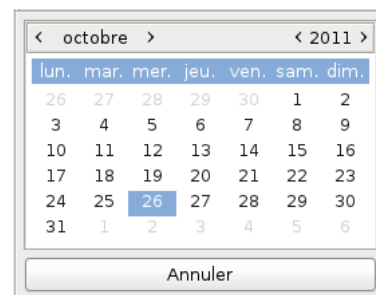 < octobre > < 2011 >
lun. mar. mer. jeu. ven. sam. dim.
26 27 28 29 30 1 2
3 4 5 6 7 8 9
10 11 12 13 14 15 16
17 18 19 20 21 22 23
24 25 26 27 28 29 30
31 1 2 3 4 5 6
Annuler